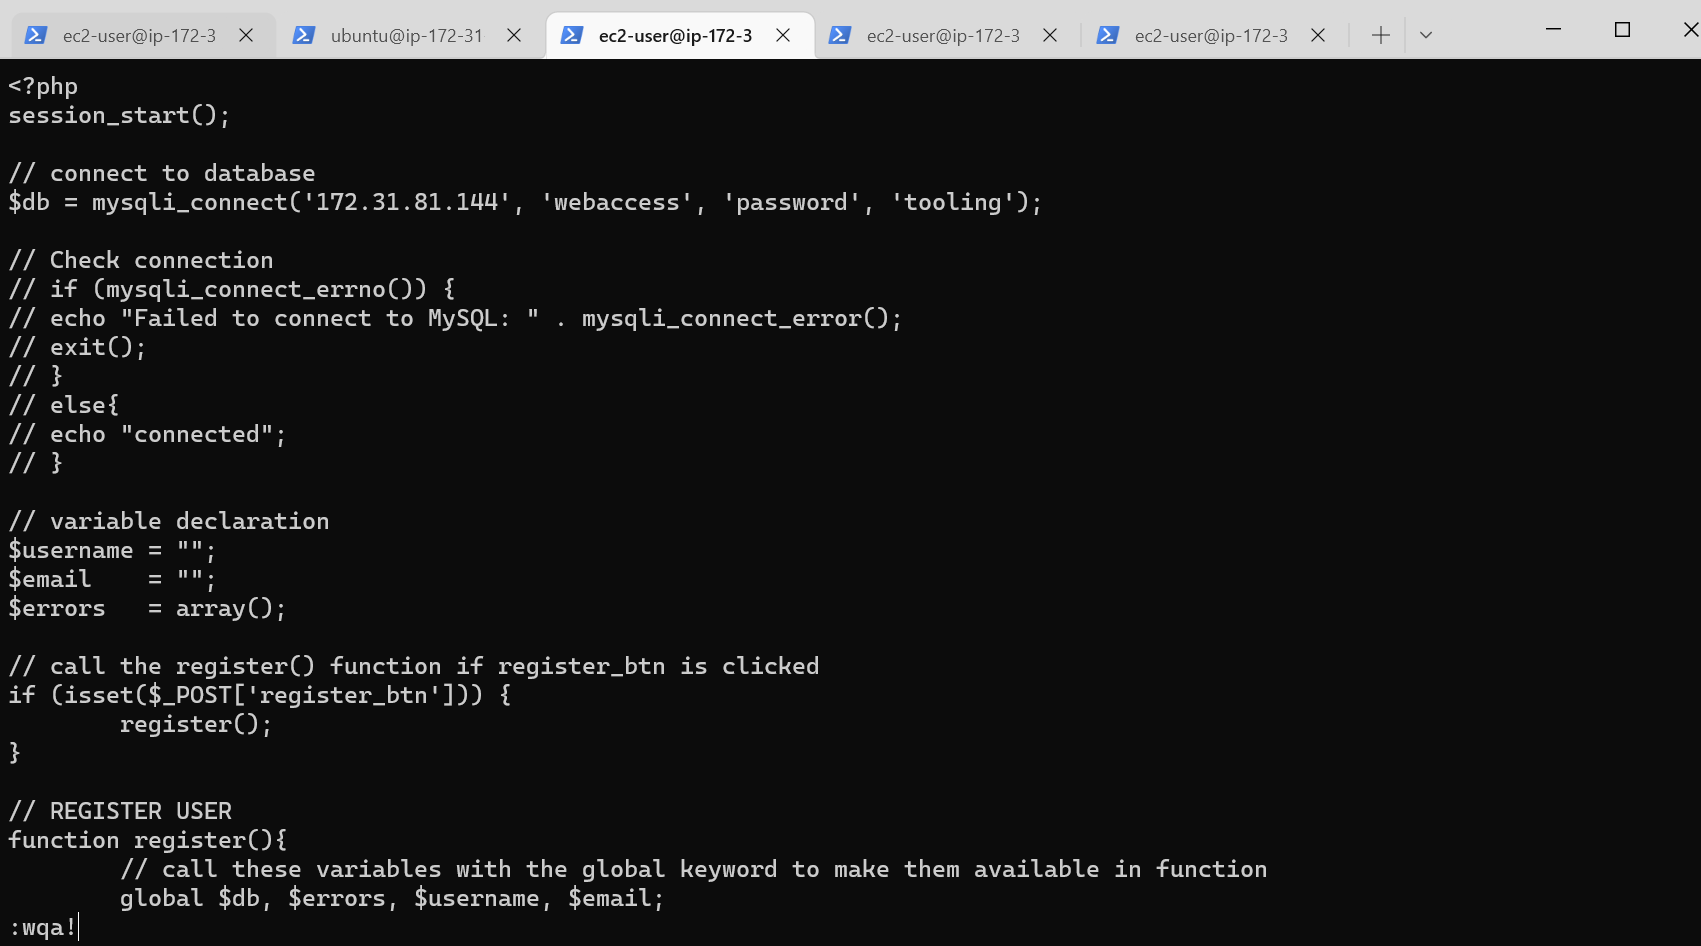 ec2-user@ip-172-3
ubuntu@ip-172-31
ec2-user@ip-172-3
ec2-user@ip-172-3
ec2-user@ip-172-3
<?php
session_start();
// connect to database
$db = mysqli_connect('172.31.81.144', 'webaccess', 'password', 'tooling');
// Check connection
// if (mysqli_connect_errno()) {
// echo "Failed to connect to MySQL: " . mysqli_connect_error();
// exit();
// }
// else{
// echo "connected";
// }
// variable declaration
$username = "";
$email    = "";
$errors   = array();
// call the register() function if register_btn is clicked
if (isset($_POST['register_btn'])) {
        register();
}
// REGISTER USER
function register(){
        // call these variables with the global keyword to make them available in function
        global $db, $errors, $username, $email;
:wqa!